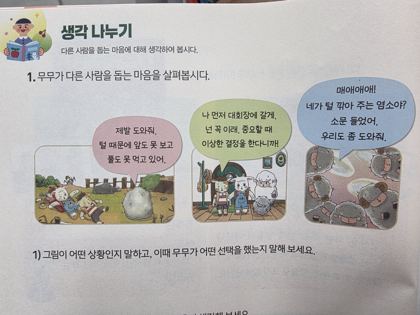 생각 나누기
다른 사람을 돕는 마음에 대해 생각하여 봅시다.
1. 무무가 다른 사람을 돕는 마음을 살펴봅시다.
제발 도와줘.
털 때문에 앞도 못 보고
풀도 못 먹고 있어.
나 먼저 대회장에 갈게.
넌 꼭 이래. 중요할 때
이상한 결정을 한다니까!
매애애애애!
네가 털 깎아 주는 염소야?
소문 들었어.
우리도 좀 도와줘.
1) 그림이 어떤 상황인지 말하고, 이때 무무가 어떤 선택을 했는지 말해 보세요.